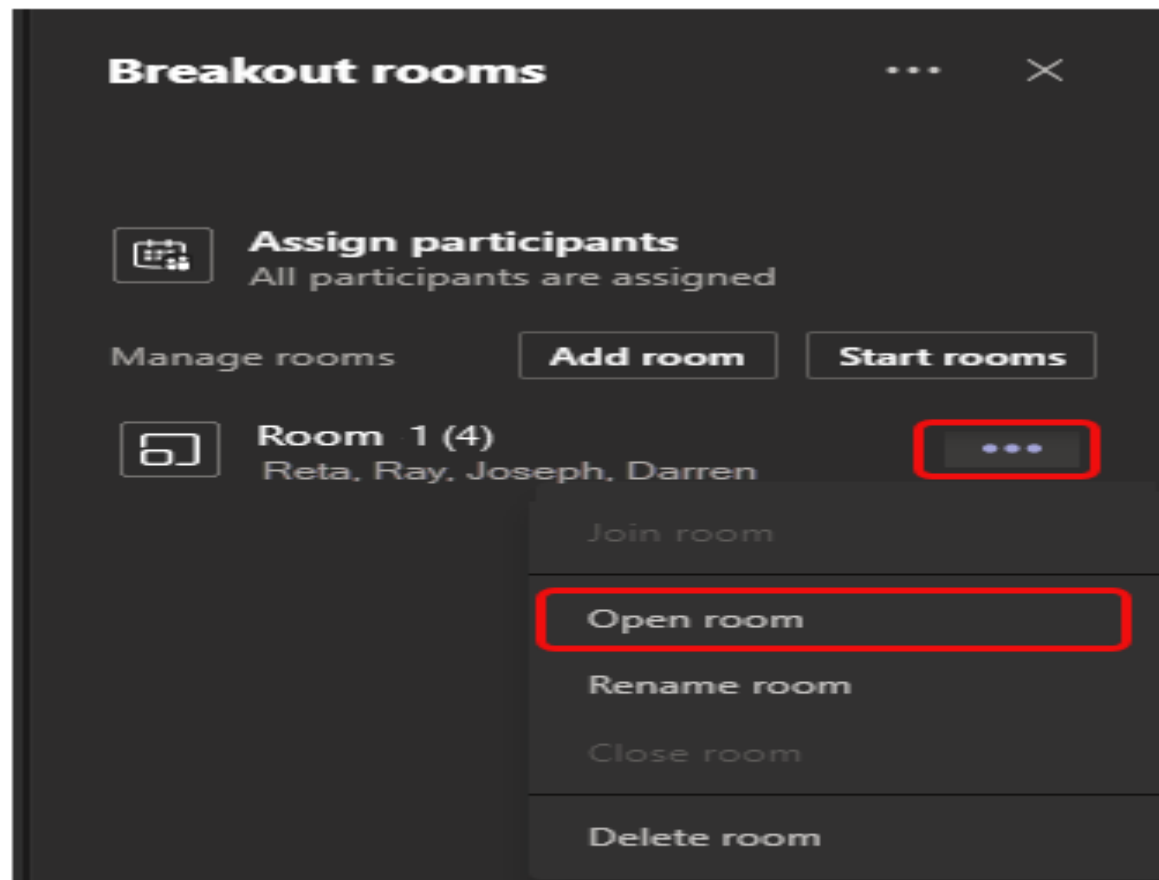 Breakout rooms
Assign participants
All participants are assigned
Manage rooms Add room Start rooms
Room 1 (4)
Reta, Ray, Joseph, Darren
Join room
Open room
Rename room
Close room
Delete room